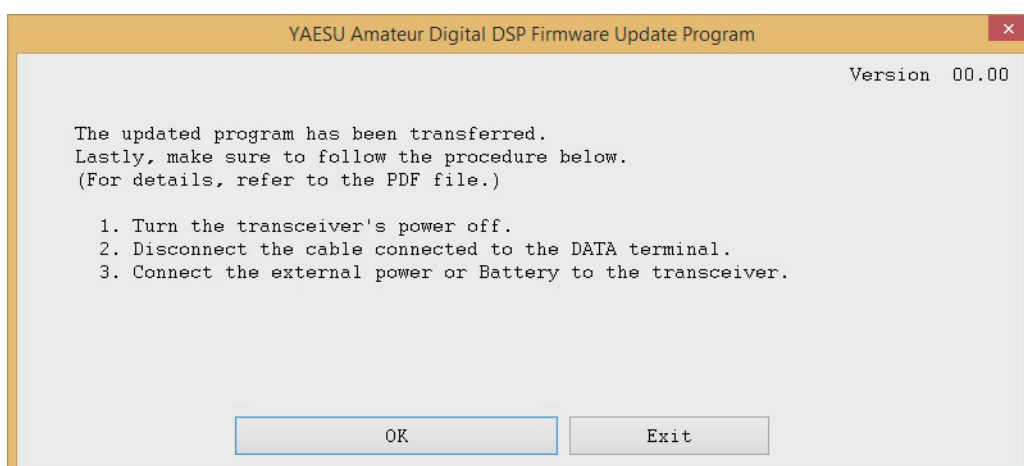 YAESU Amateur Digital DSP Firmware Update Program
Version 00.00
The updated program has been transferred.
Lastly, make sure to follow the procedure below.
(For details, refer to the PDF file.)
1. Turn the transceiver's power off.
2. Disconnect the cable connected to the DATA terminal.
3. Connect the external power or Battery to the transceiver.
OK Exit